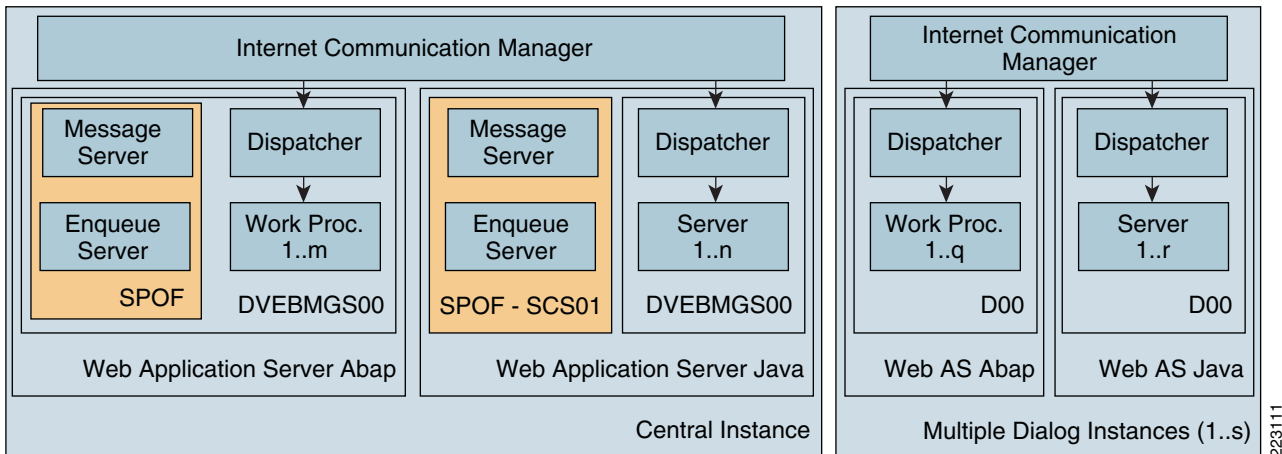 Internet Communication Manager
Message
Server
Enqueue
Server
SPOF
Dispatcher
Work Proc.
1..m
DVEBMGS00
Web Application Server Abap
Message
Server
Enqueue
Server
SPOF - SCS01
Dispatcher
Server
1..n
DVEBMGS00
Web Application Server Java
Central Instance
Internet Communication
Manager
Dispatcher
Work Proc.
1..q
D00
Web AS Abap
Dispatcher
Server
1..r
D00
Web AS Java
Multiple Dialog Instances (1..s)
223111